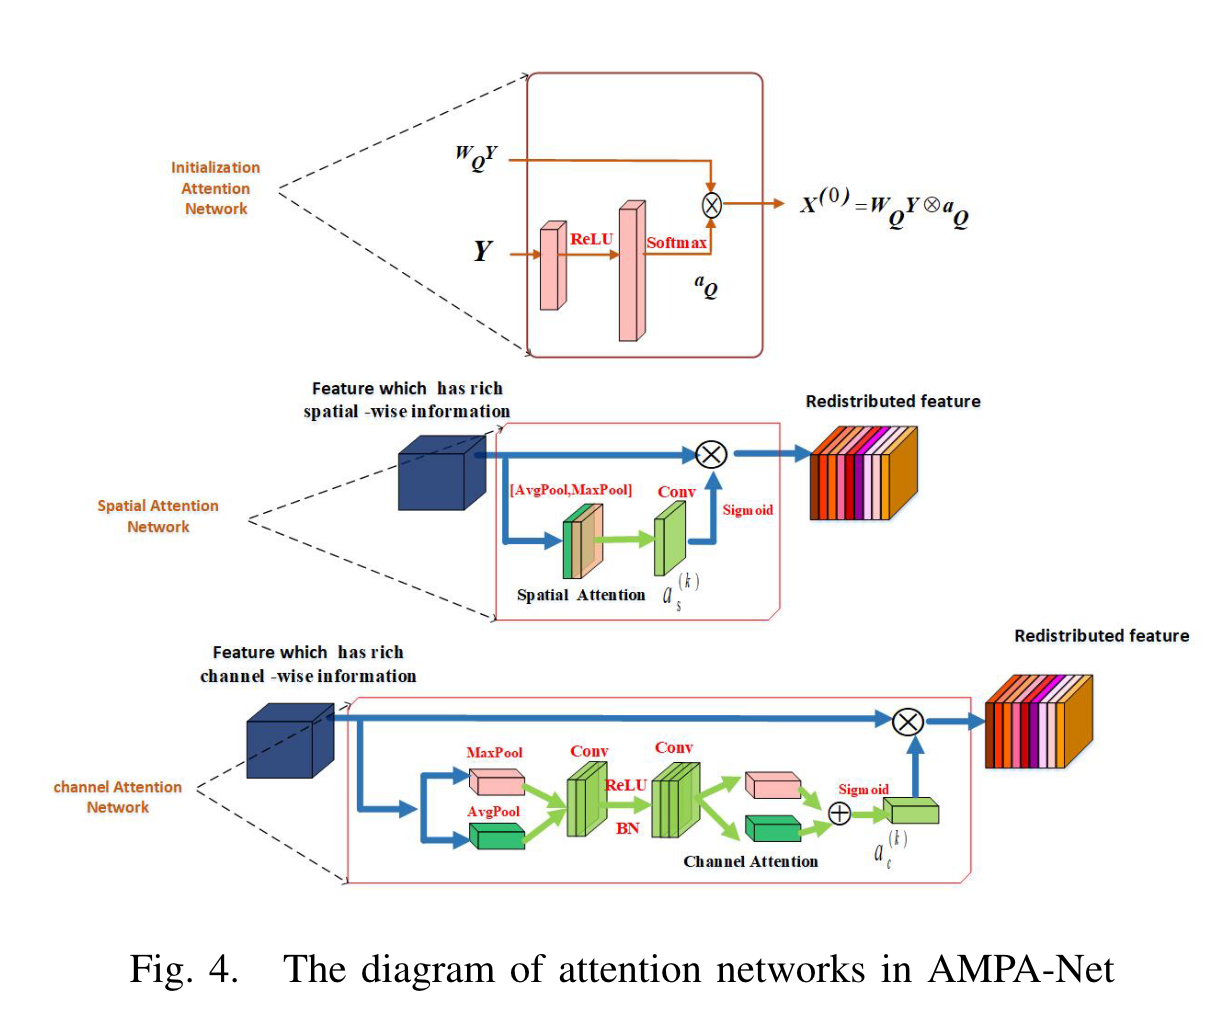 Initialization
Attention
Network
W_Q Y
Y
ReLU
Softmax
a_Q
X^(0) = W_Q Y ⊗ a_Q
Feature which has rich
spatial -wise information
Redistributed feature
Spatial Attention
Network
[AvgPool,MaxPool]
Conv
Sigmoid
Spatial Attention
a_s^(k)
Feature which has rich
channel -wise information
Redistributed feature
channel Attention
Network
MaxPool
AvgPool
Conv
ReLU
BN
Conv
Sigmoid
Channel Attention
a_c^(k)
Fig. 4. The diagram of attention networks in AMPA-Net